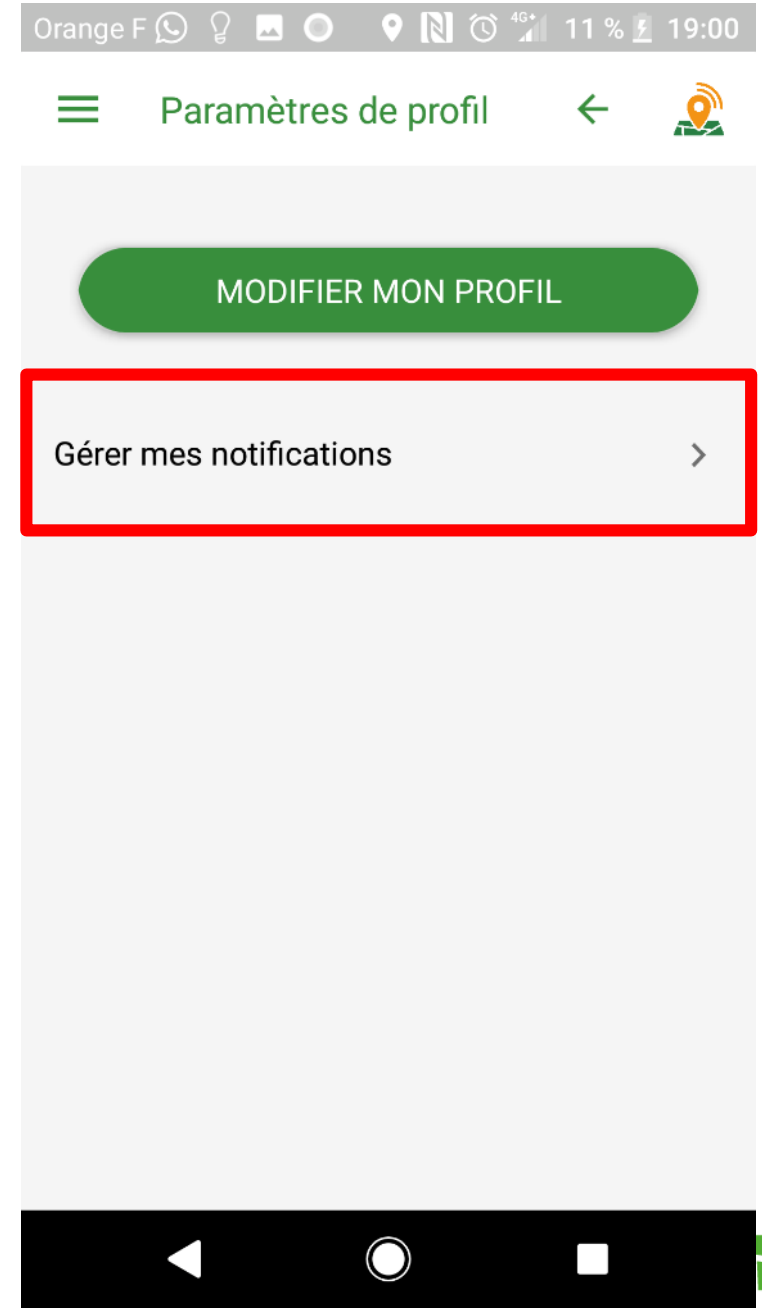 Orange F 4G+ 11 % 19:00
Paramètres de profil
MODIFIER MON PROFIL
Gérer mes notifications